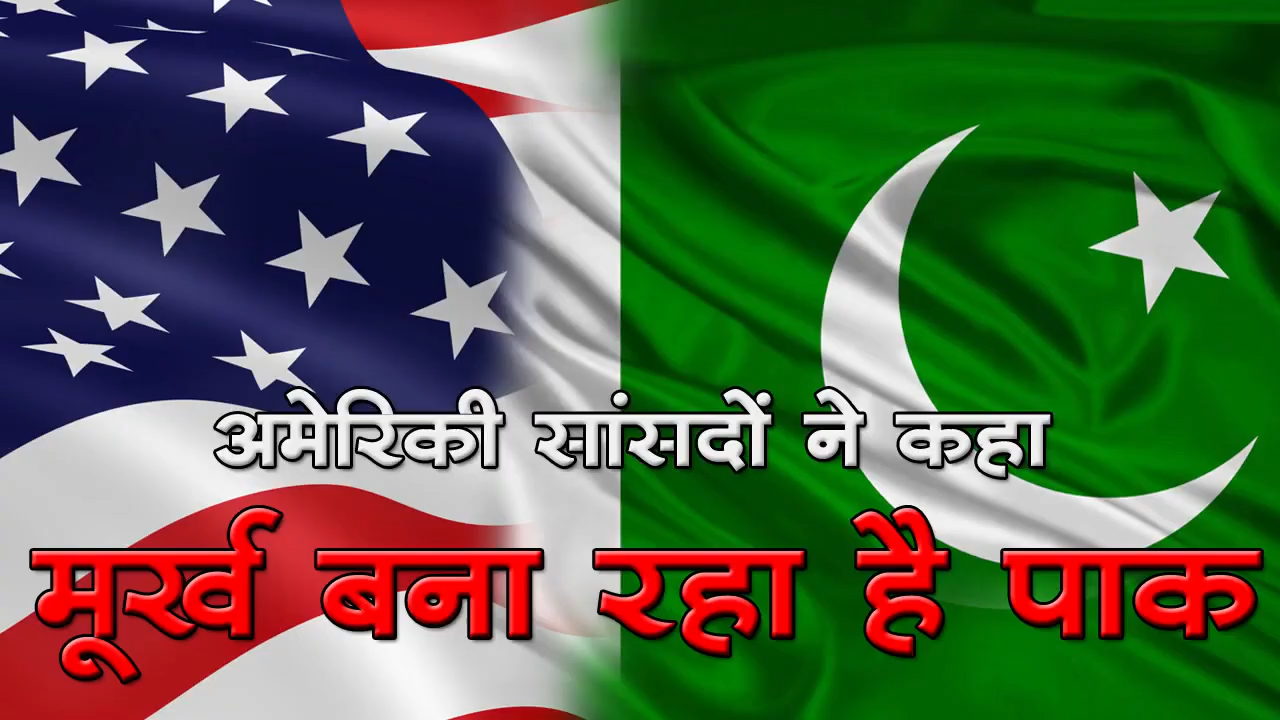 अमेरिकी सांसदों ने कहा
मूर्ख बना रहा है पाक